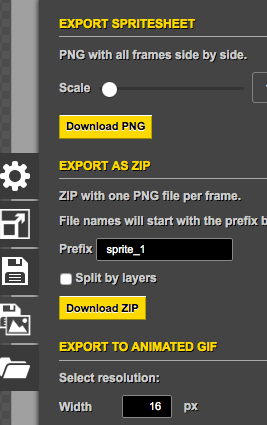 EXPORT SPRITESHEET
PNG with all frames side by side.
Scale
Download PNG
EXPORT AS ZIP
ZIP with one PNG file per frame.
File names will start with the prefix
Prefix sprite_1
Split by layers
Download ZIP
EXPORT TO ANIMATED GIF
Select resolution:
Width 16 px